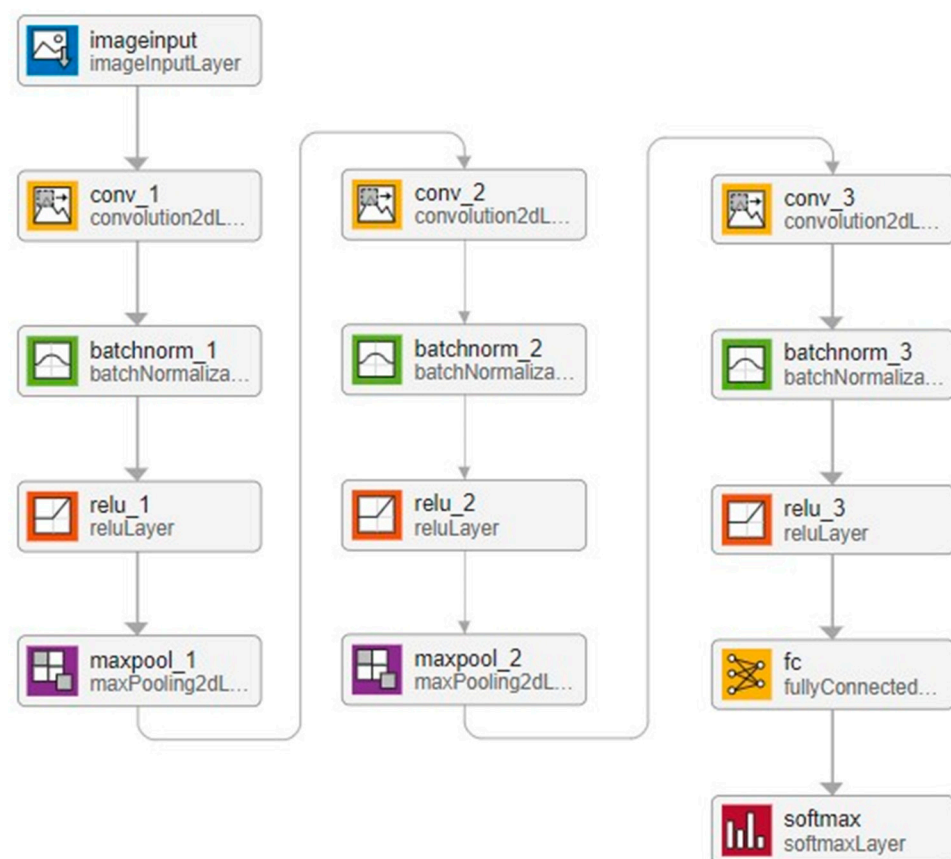 imageinput
imageInputLayer
conv_1
convolution2dL...
batchnorm_1
batchNormaliza...
relu_1
reluLayer
maxpool_1
maxPooling2dL...
conv_2
convolution2dL...
batchnorm_2
batchNormaliza...
relu_2
reluLayer
maxpool_2
maxPooling2dL...
conv_3
convolution2dL...
batchnorm_3
batchNormaliza...
relu_3
reluLayer
fc
fullyConnected...
softmax
softmaxLayer